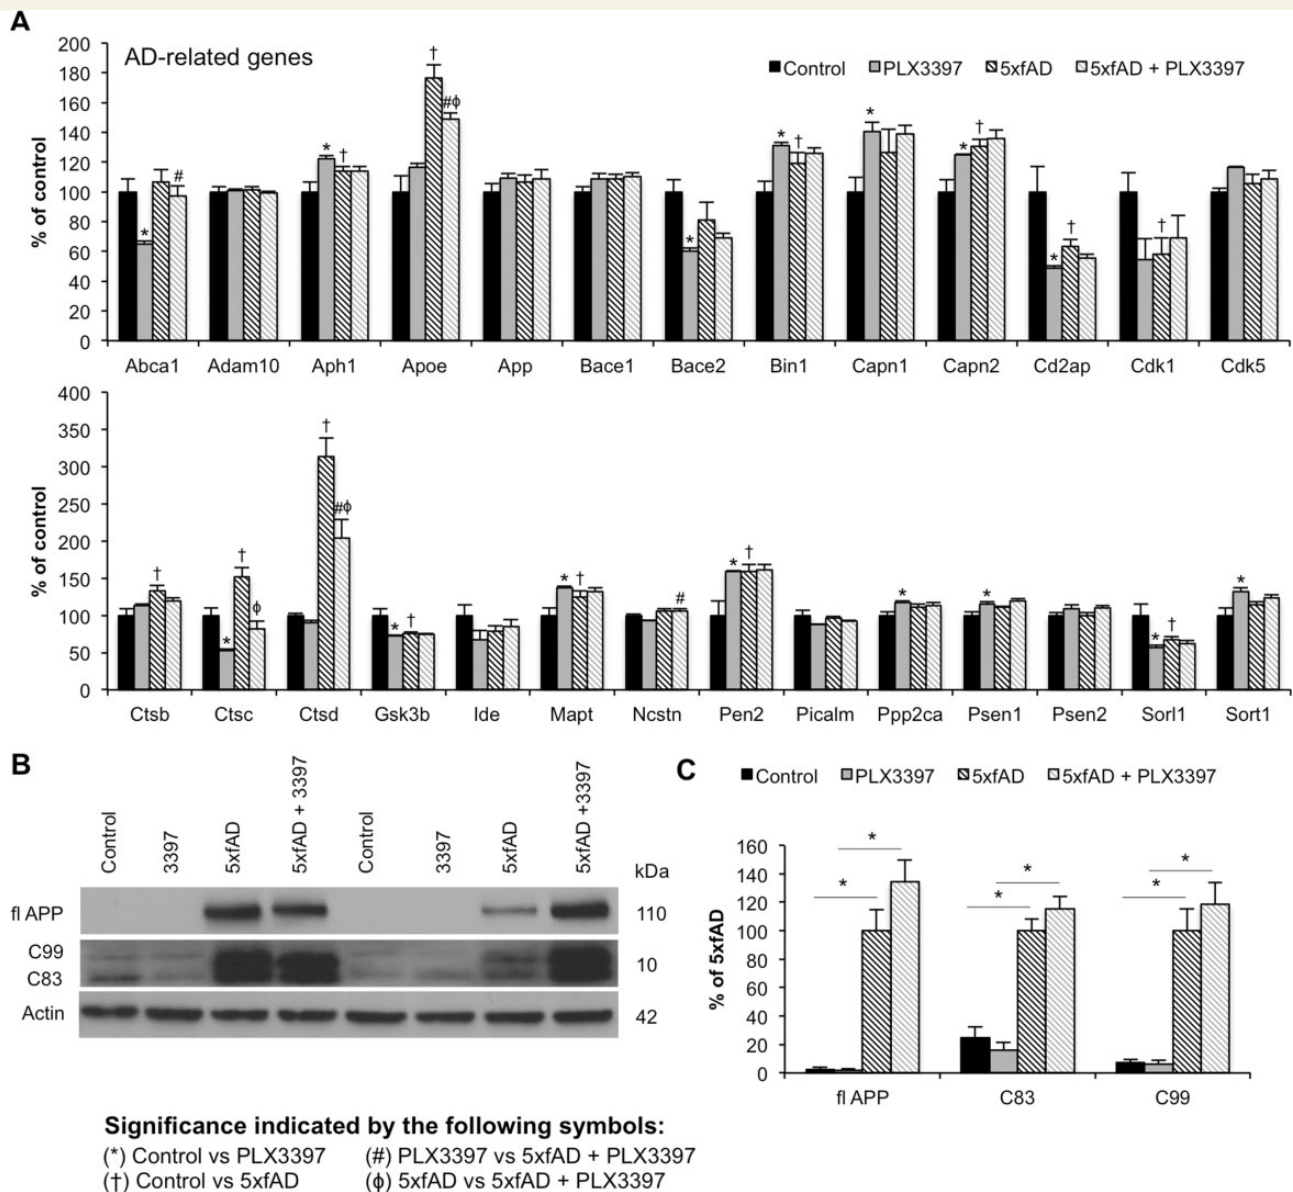 A
AD-related genes
Control PLX3397 5xfAD 5xfAD + PLX3397
% of control
200
180
160
140
120
100
80
60
40
20
0
† #ϕ * † # * * † * † * * † * † †
Abca1 Adam10 Aph1 Apoe App Bace1 Bace2 Bin1 Capn1 Capn2 Cd2ap Cdk1 Cdk5
% of control
400
350
300
250
200
150
100
50
0
† * † ϕ † #ϕ * † * † # * † * * * † *
Ctsb Ctsc Ctsd Gsk3b Ide Mapt Ncstn Pen2 Picalm Ppp2ca Psen1 Psen2 Sorl1 Sort1
B
Control 3397 5xfAD 5xfAD + 3397 Control 3397 5xfAD 5xfAD +3397
kDa
fl APP 110
C99
C83 10
Actin 42
C
Control PLX3397 5xfAD 5xfAD + PLX3397
% of 5xfAD
160
140
120
100
80
60
40
20
0
* * * * * *
fl APP C83 C99
Significance indicated by the following symbols:
(*) Control vs PLX3397 (#) PLX3397 vs 5xfAD + PLX3397
(†) Control vs 5xfAD (ϕ) 5xfAD vs 5xfAD + PLX3397